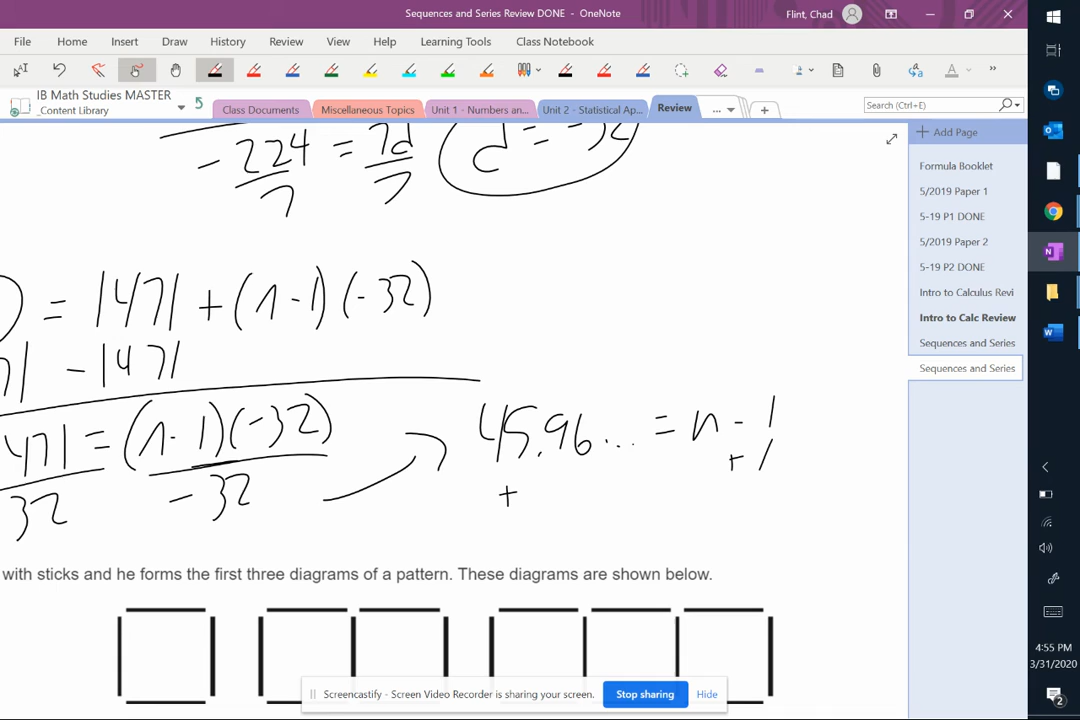 Sequences and Series Review DONE - OneNote
Flint, Chad
File Home Insert Draw History Review View Help Learning Tools Class Notebook
IB Math Studies MASTER
_Content Library
Class Documents
Miscellaneous Topics
Unit 1 - Numbers an...
Unit 2 - Statistical Ap...
Review
...
Search (Ctrl+E)
Add Page
Formula Booklet
5/2019 Paper 1
5-19 P1 DONE
5/2019 Paper 2
5-19 P2 DONE
Intro to Calculus Revi
Intro to Calc Review
Sequences and Series
Sequences and Series
-224 = 7d d = -32
7 7
= 1471 + (n-1)(-32)
71 - 1471
471 = (n-1)(-32)
32 -32
45.96... = n - 1
+ +1
with sticks and he forms the first three diagrams of a pattern. These diagrams are shown below.
Screencastify - Screen Video Recorder is sharing your screen.
Stop sharing
Hide
4:55 PM
3/31/2020
2